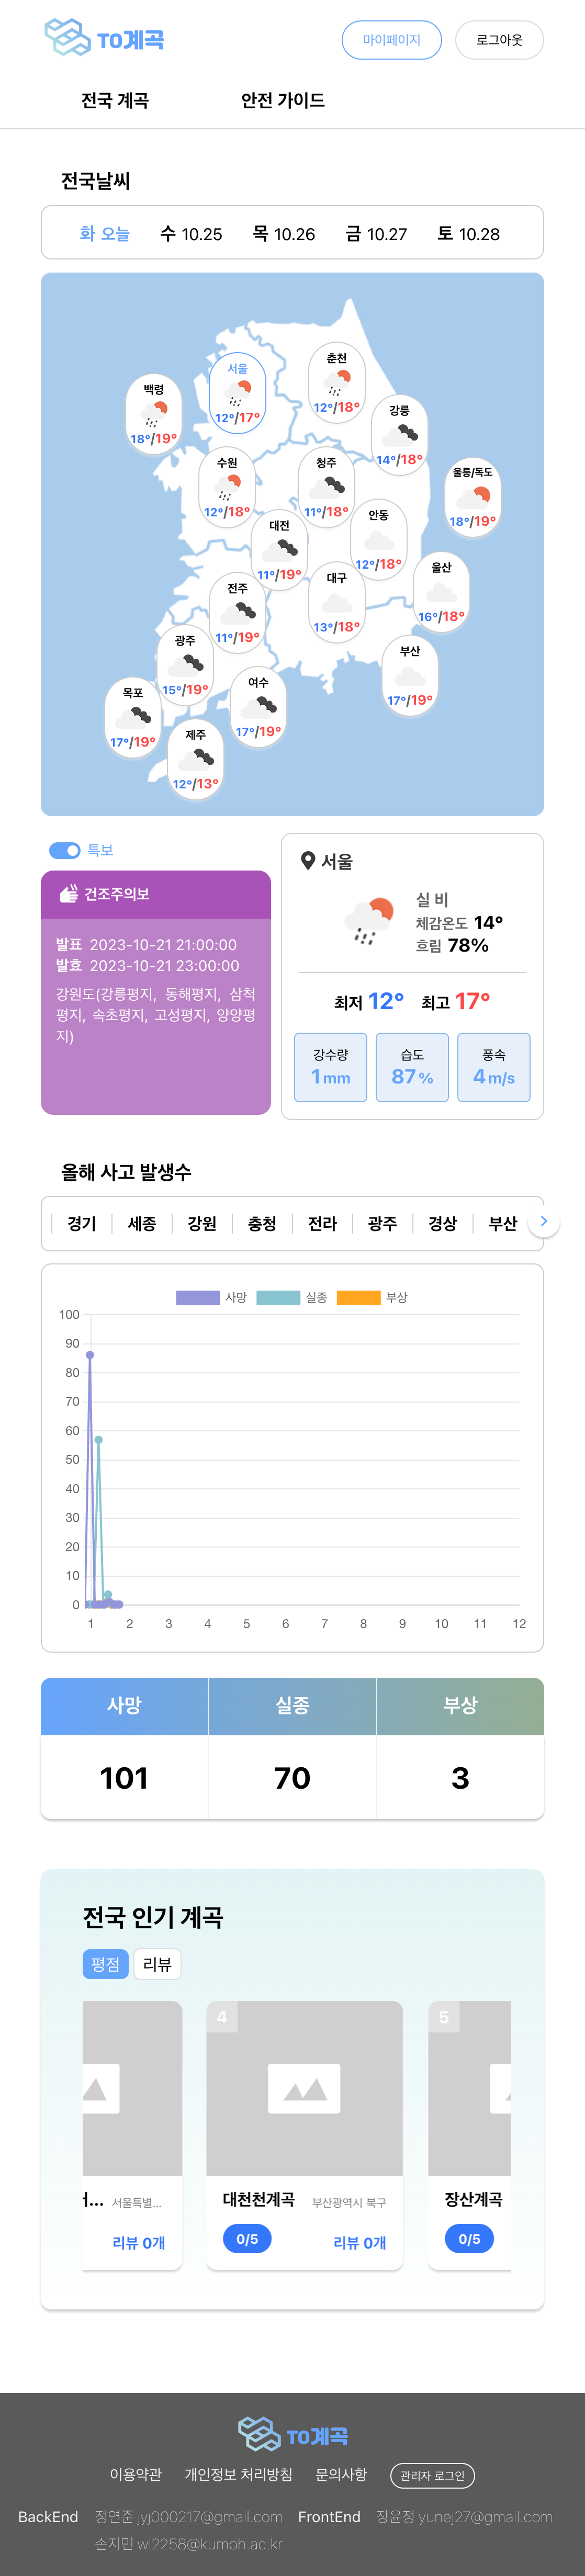 TO계곡
마이페이지 로그아웃
전국 계곡 안전 가이드
전국날씨
화 오늘 수 10.25 목 10.26 금 10.27 토 10.28
춘천
12°/18°
서울
12°/17°
백령
18°/19°
강릉
14°/18°
수원
12°/18°
청주
11°/18°
울릉/독도
18°/19°
안동
12°/18°
대전
11°/19°
울산
16°/18°
대구
13°/18°
전주
11°/19°
광주
15°/19°
부산
17°/19°
여수
17°/19°
목포
17°/19°
제주
12°/13°
특보
건조주의보
발표 2023-10-21 21:00:00
발효 2023-10-21 23:00:00
강원도(강릉평지, 동해평지, 삼척
평지, 속초평지, 고성평지, 양양평
지)
서울
실 비
체감온도 14°
흐림 78%
최저 12° 최고 17°
강수량 습도 풍속
1mm 87% 4m/s
올해 사고 발생수
경기 세종 강원 충청 전라 광주 경상 부산
사망 실종 부상
100
90
80
70
60
50
40
30
20
10
0
1 2 3 4 5 6 7 8 9 10 11 12
사망 실종 부상
101 70 3
전국 인기 계곡
평점 리뷰
4 5
... 서울특별...
리뷰 0개
대천천계곡 부산광역시 북구
0/5 리뷰 0개
장산계곡
0/5
TO계곡
이용약관 개인정보 처리방침 문의사항 관리자 로그인
BackEnd 정연준 jyj000217@gmail.com FrontEnd 장윤정 yunej27@gmail.com
손지민 wl2258@kumoh.ac.kr